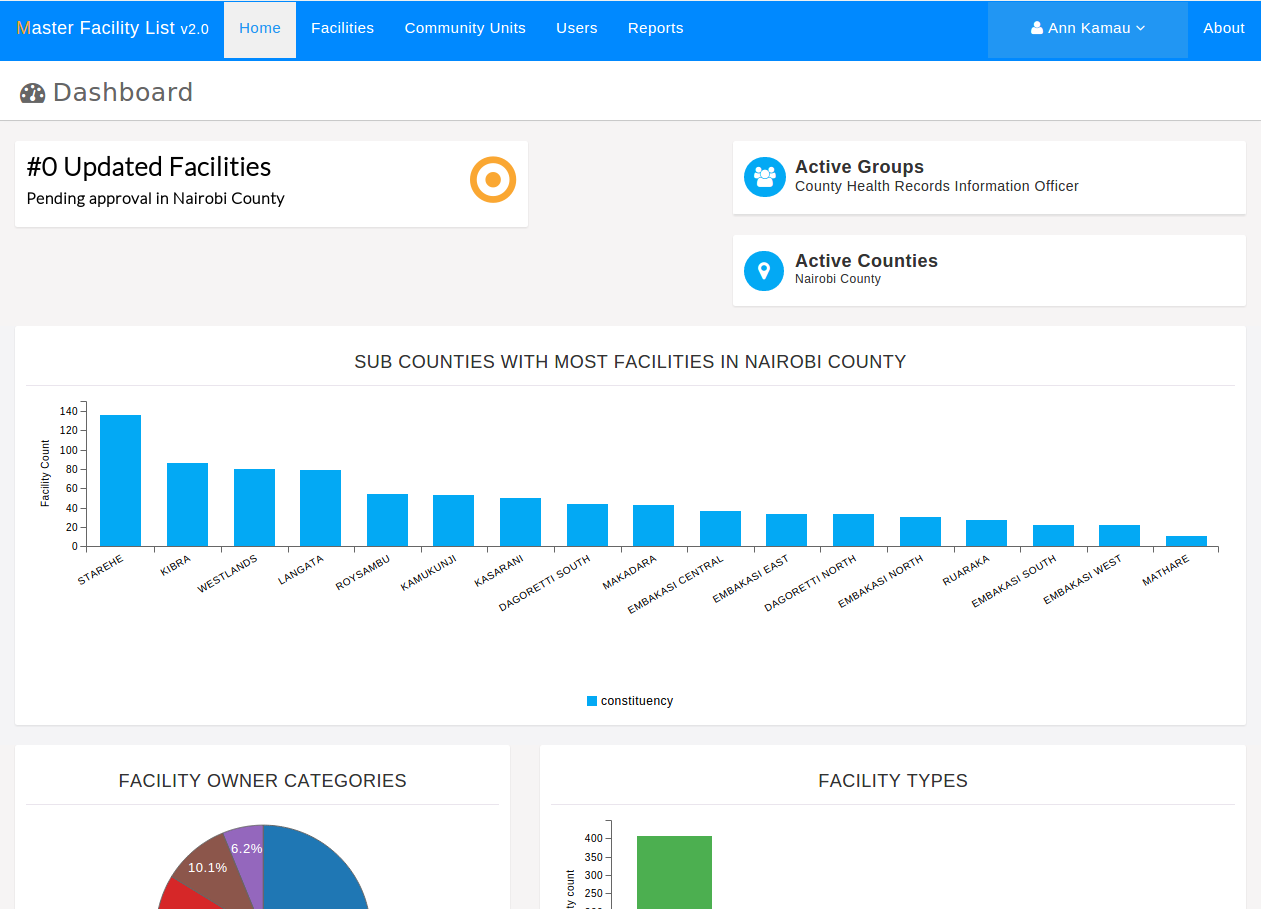 Master Facility List v2.0 Home Facilities Community Units Users Reports Ann Kamau About
Dashboard
#0 Updated Facilities
Pending approval in Nairobi County
Active Groups
County Health Records Information Officer
Active Counties
Nairobi County
SUB COUNTIES WITH MOST FACILITIES IN NAIROBI COUNTY
Facility Count
140
120
100
80
60
40
20
0
STAREHE
KIBRA
WESTLANDS
LANGATA
ROYSAMBU
KAMUKUNJI
KASARANI
DAGORETTI SOUTH
MAKADARA
EMBAKASI CENTRAL
EMBAKASI EAST
DAGORETTI NORTH
EMBAKASI NORTH
RUARAKA
EMBAKASI SOUTH
EMBAKASI WEST
MATHARE
constituency
FACILITY OWNER CATEGORIES
6.2%
10.1%
FACILITY TYPES
400
350
300
250
count